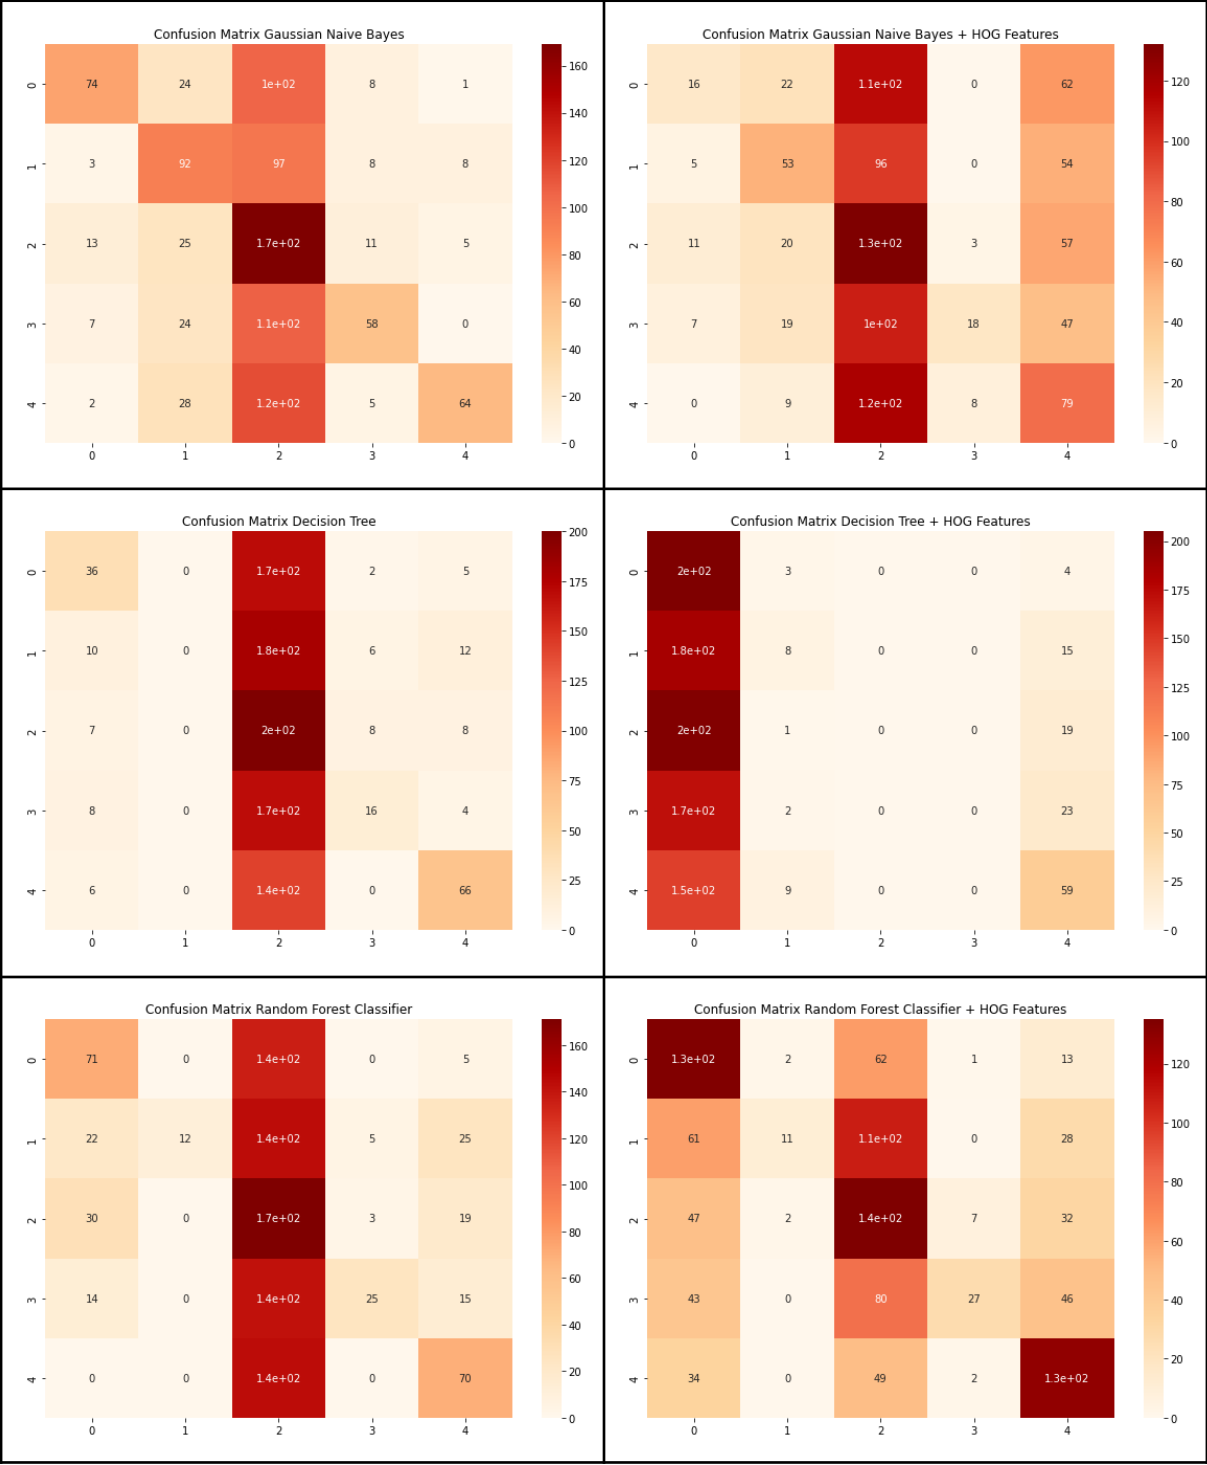 Confusion Matrix Gaussian Naive Bayes
0 74 24 1e+02 8 1
1 3 92 97 8 8
2 13 25 1.7e+02 11 5
3 7 24 1.1e+02 58 0
4 2 28 1.2e+02 5 64
0 1 2 3 4
160
140
120
100
80
60
40
20
0
Confusion Matrix Gaussian Naive Bayes + HOG Features
0 16 22 1.1e+02 0 62
1 5 53 96 0 54
2 11 20 1.3e+02 3 57
3 7 19 1e+02 18 47
4 0 9 1.2e+02 8 79
0 1 2 3 4
120
100
80
60
40
20
0
Confusion Matrix Decision Tree
0 36 0 1.7e+02 2 5
1 10 0 1.8e+02 6 12
2 7 0 2e+02 8 8
3 8 0 1.7e+02 16 4
4 6 0 1.4e+02 0 66
0 1 2 3 4
200
175
150
125
100
75
50
25
0
Confusion Matrix Decision Tree + HOG Features
0 2e+02 3 0 0 4
1 1.8e+02 8 0 0 15
2 2e+02 1 0 0 19
3 1.7e+02 2 0 0 23
4 1.5e+02 9 0 0 59
0 1 2 3 4
200
175
150
125
100
75
50
25
0
Confusion Matrix Random Forest Classifier
0 71 0 1.4e+02 0 5
1 22 12 1.4e+02 5 25
2 30 0 1.7e+02 3 19
3 14 0 1.4e+02 25 15
4 0 0 1.4e+02 0 70
0 1 2 3 4
160
140
120
100
80
60
40
20
0
Confusion Matrix Random Forest Classifier + HOG Features
0 1.3e+02 2 62 1 13
1 61 11 1.1e+02 0 28
2 47 2 1.4e+02 7 32
3 43 0 80 27 46
4 34 0 49 2 1.3e+02
0 1 2 3 4
120
100
80
60
40
20
0